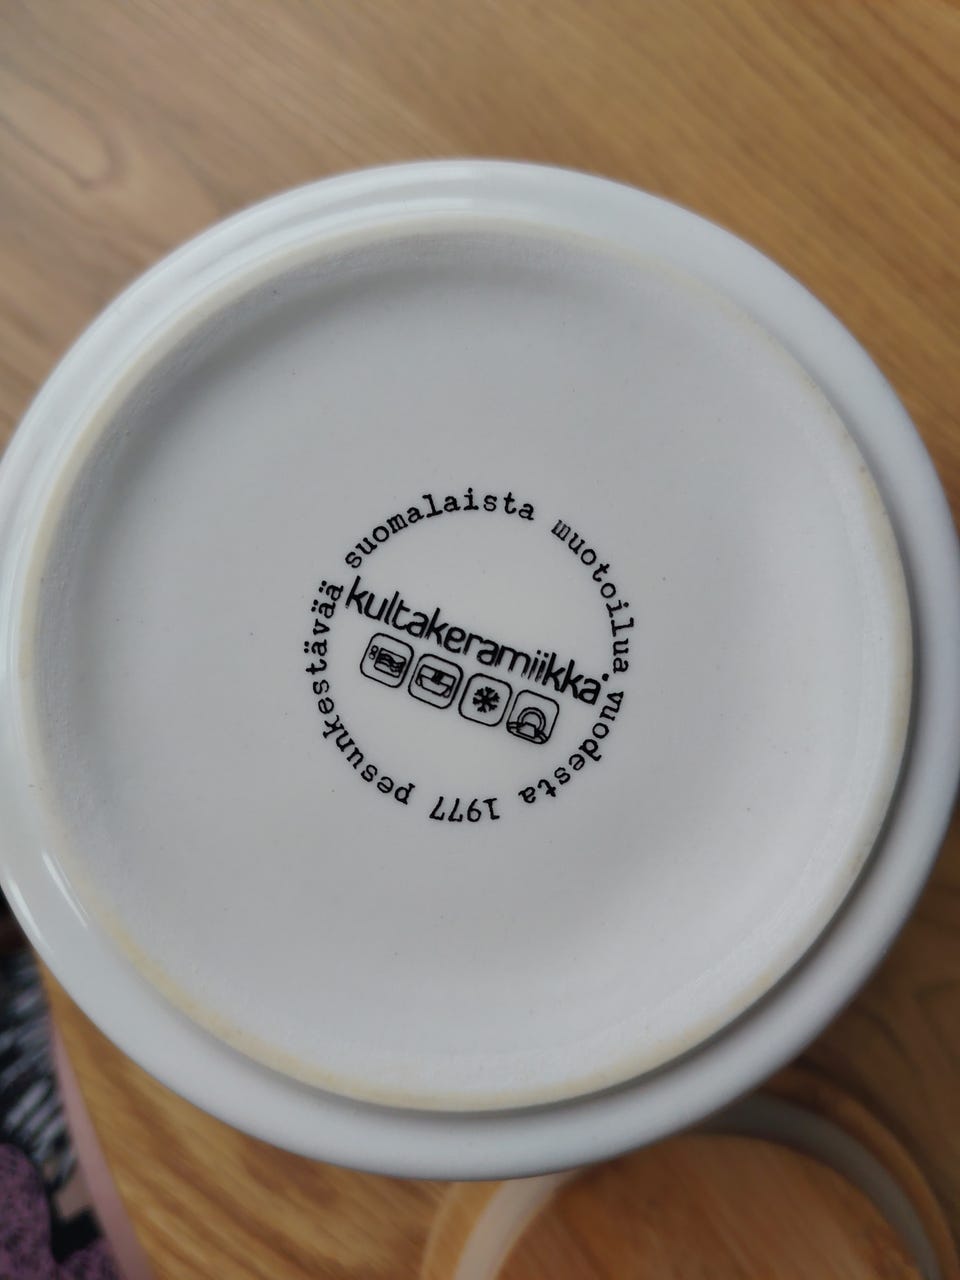 pesunkestävää suomalaista muotoilua vuodesta 1977
kultakeramiikka.